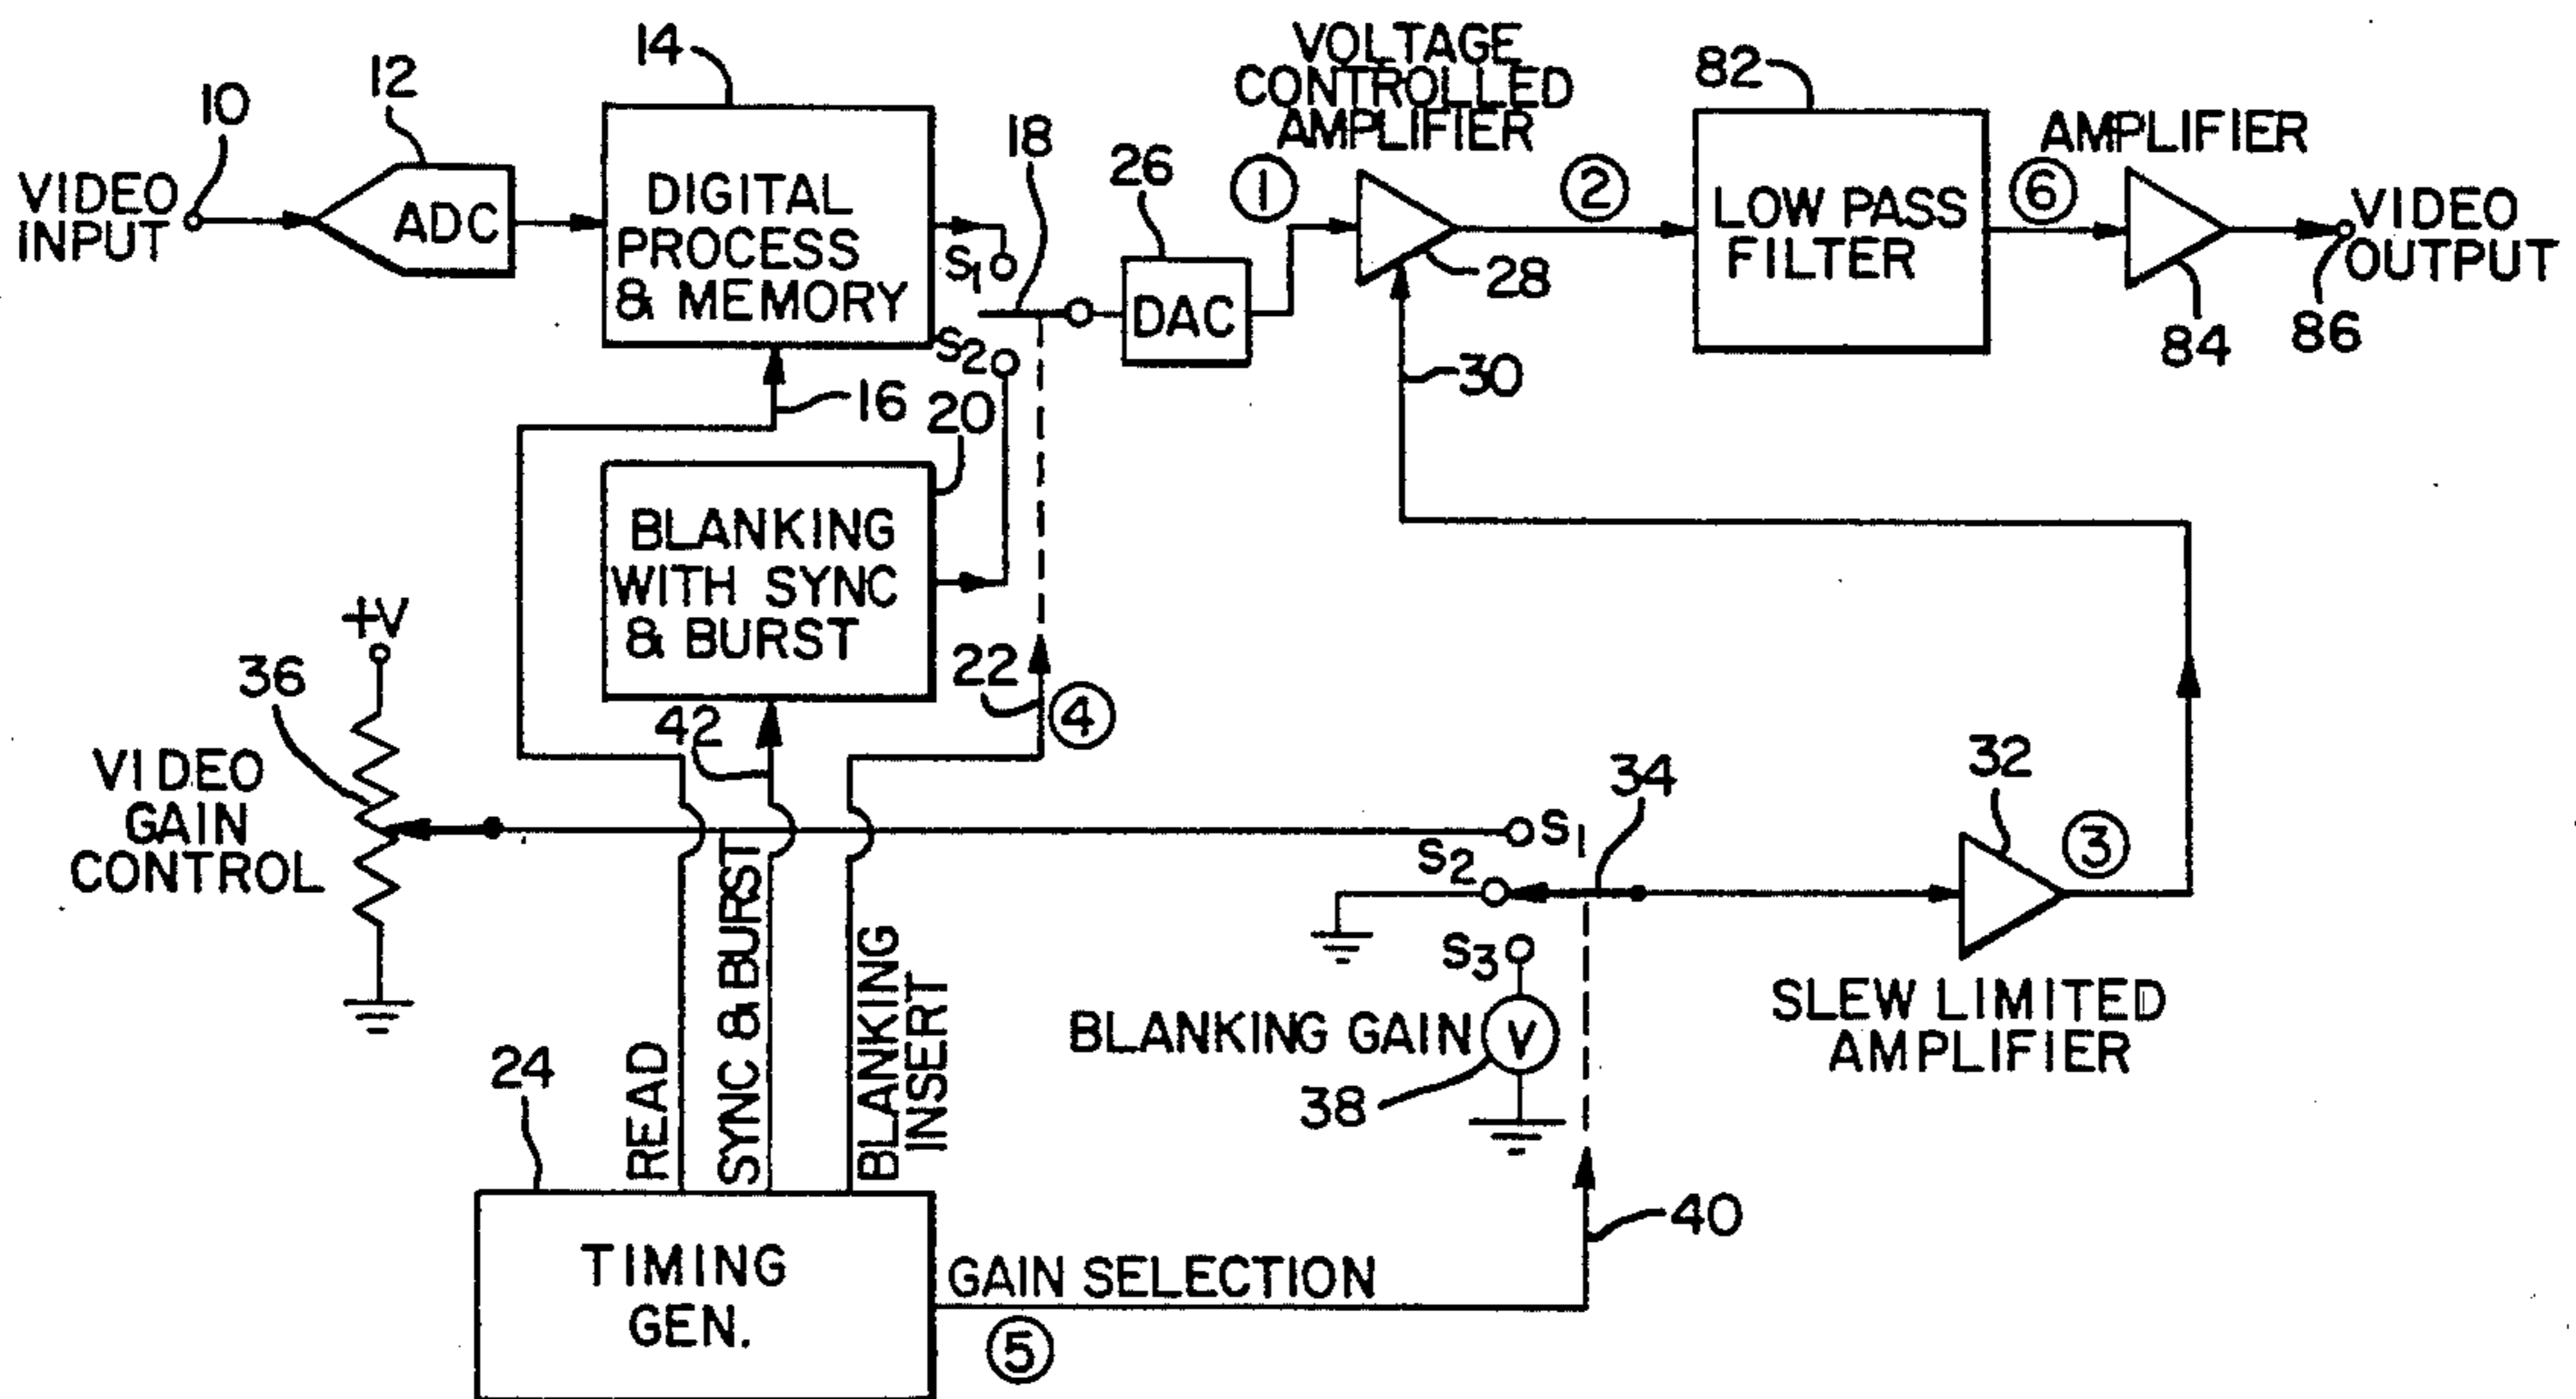 VIDEO
INPUT
10
12
ADC
14
DIGITAL
PROCESS
& MEMORY
16
S1
S2
18
26
DAC
①
VOLTAGE
CONTROLLED
AMPLIFIER
28
30
②
82
LOW PASS
FILTER
⑥
AMPLIFIER
84
VIDEO
OUTPUT
86
20
BLANKING
WITH SYNC
& BURST
22
④
42
+V
36
VIDEO
GAIN
CONTROL
S1
S2
S3
34
32
③
SLEW LIMITED
AMPLIFIER
BLANKING GAIN
V
38
40
READ
SYNC & BURST
BLANKING
INSERT
24
TIMING
GEN.
GAIN SELECTION
⑤